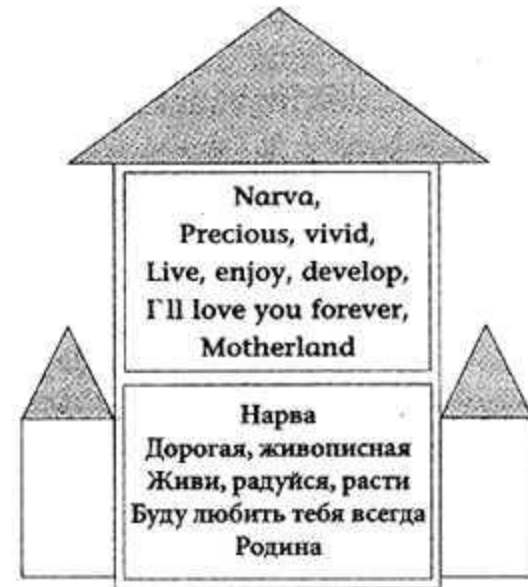 Narva,
Precious, vivid,
Live, enjoy, develop,
I`ll love you forever,
Motherland
Нарва
Дорогая, живописная
Живи, радуйся, расти
Буду любить тебя всегда
Родина